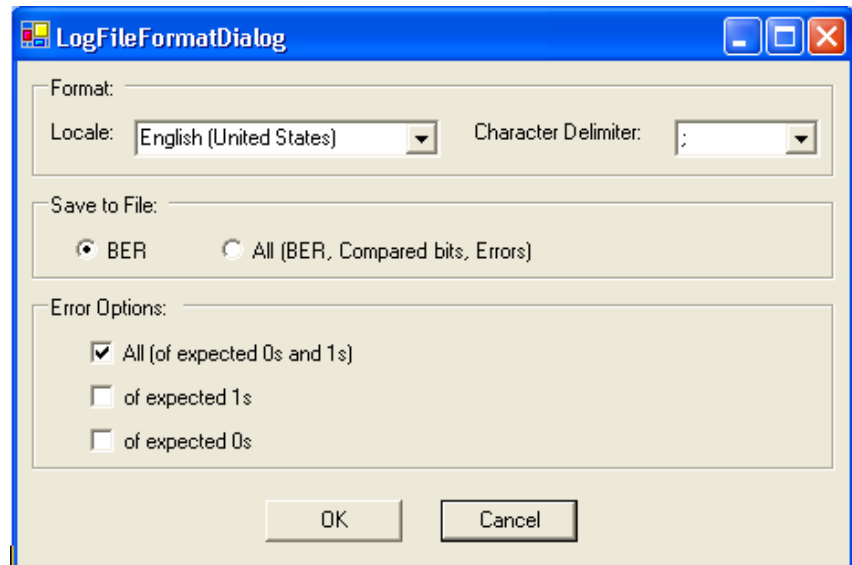 LogFileFormatDialog
Format:
Locale: English (United States) Character Delimiter: ;
Save to File:
BER All (BER, Compared bits, Errors)
Error Options:
All (of expected 0s and 1s)
of expected 1s
of expected 0s
OK Cancel